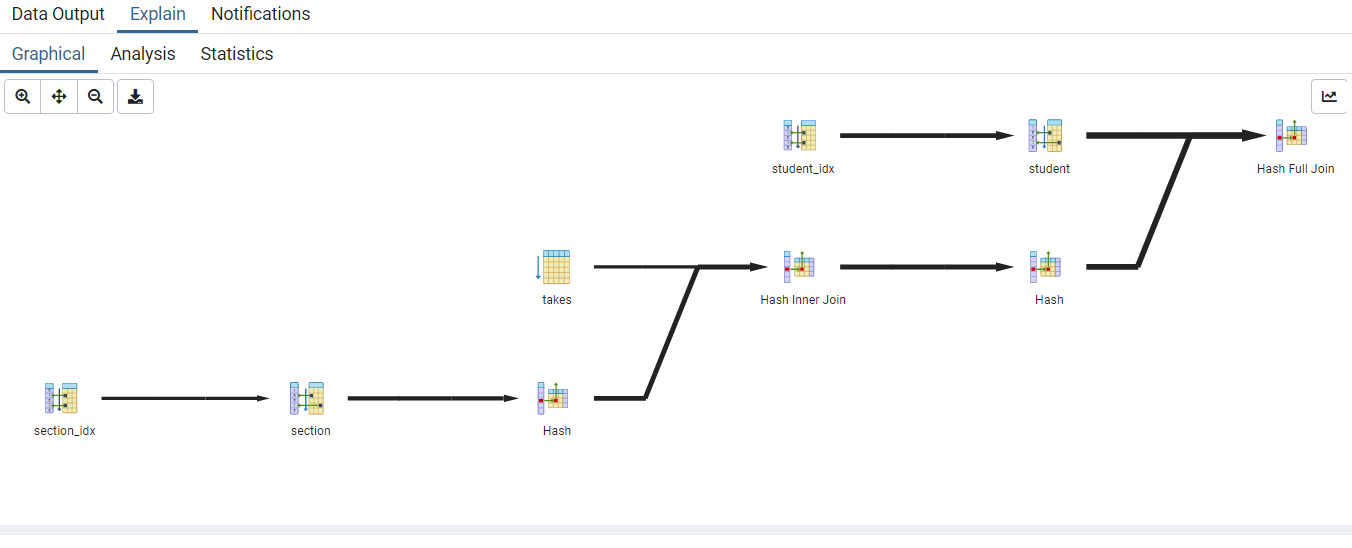 Data Output Explain Notifications
Graphical Analysis Statistics
student_idx student Hash Full Join
takes Hash Inner Join Hash
section_idx section Hash